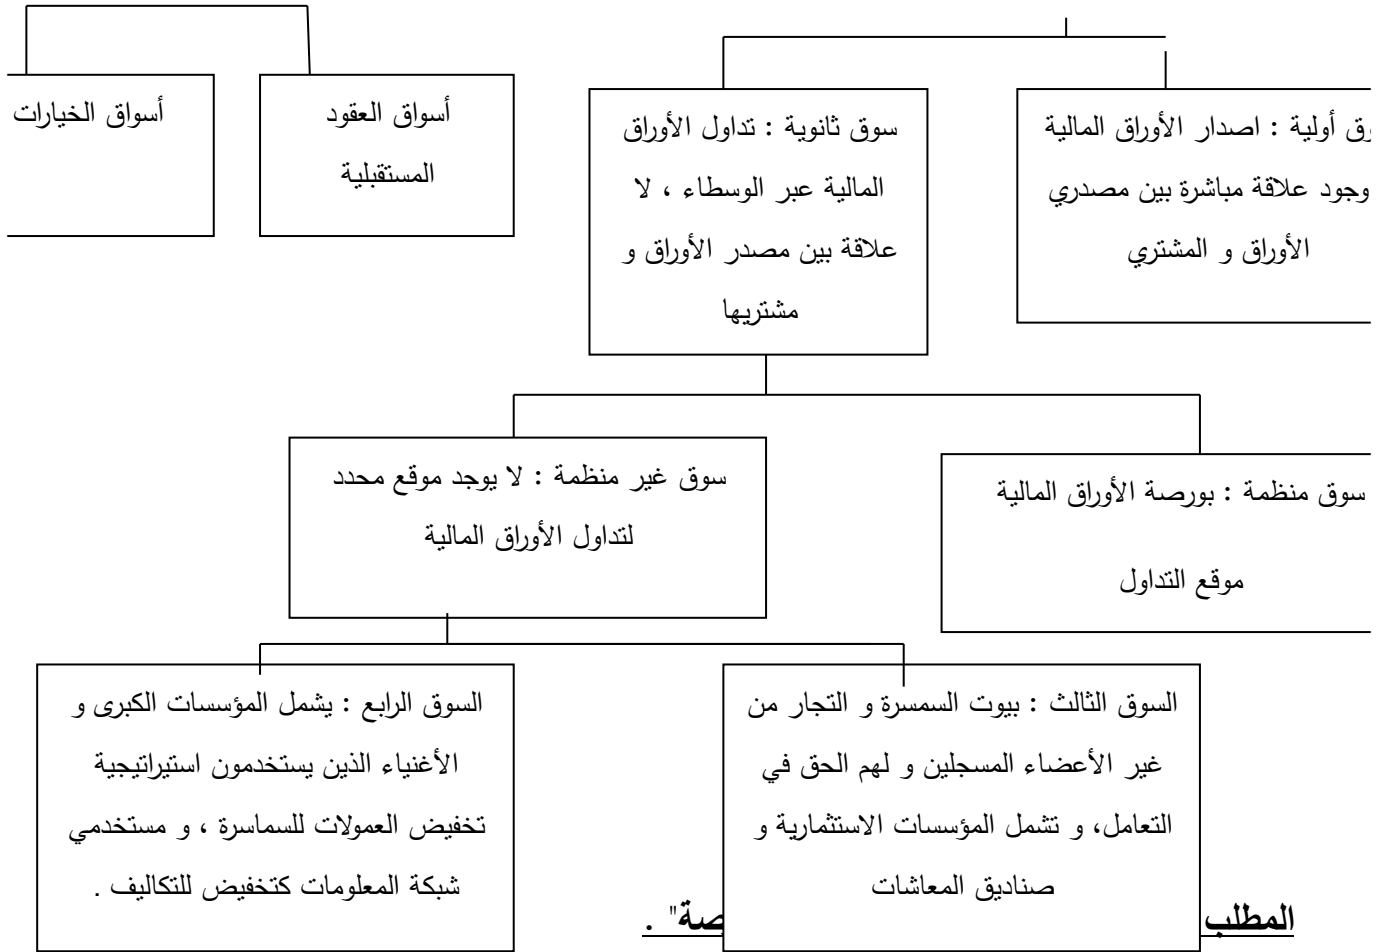 وق أولية : اصدار الأوراق المالية
وجود علاقة مباشرة بين مصدري
الأوراق و المشتري
سوق ثانوية : تداول الأوراق
المالية عبر الوسطاء ، لا
علاقة بين مصدر الأوراق و
مشتريها
أسواق العقود
المستقبلية
أسواق الخيارات
سوق منظمة : بورصة الأوراق المالية
موقع التداول
سوق غير منظمة : لا يوجد موقع محدد
لتداول الأوراق المالية
السوق الثالث : بيوت السمسرة و التجار من
غير الأعضاء المسجلين و لهم الحق في
التعامل، و تشمل المؤسسات الاستثمارية و
صناديق المعاشات
السوق الرابع : يشمل المؤسسات الكبرى و
الأغنياء الذين يستخدمون استيراتيجية
تخفيض العمولات للسماسرة ، و مستخدمي
شبكة المعلومات كتخفيض للتكاليف .
المطلب